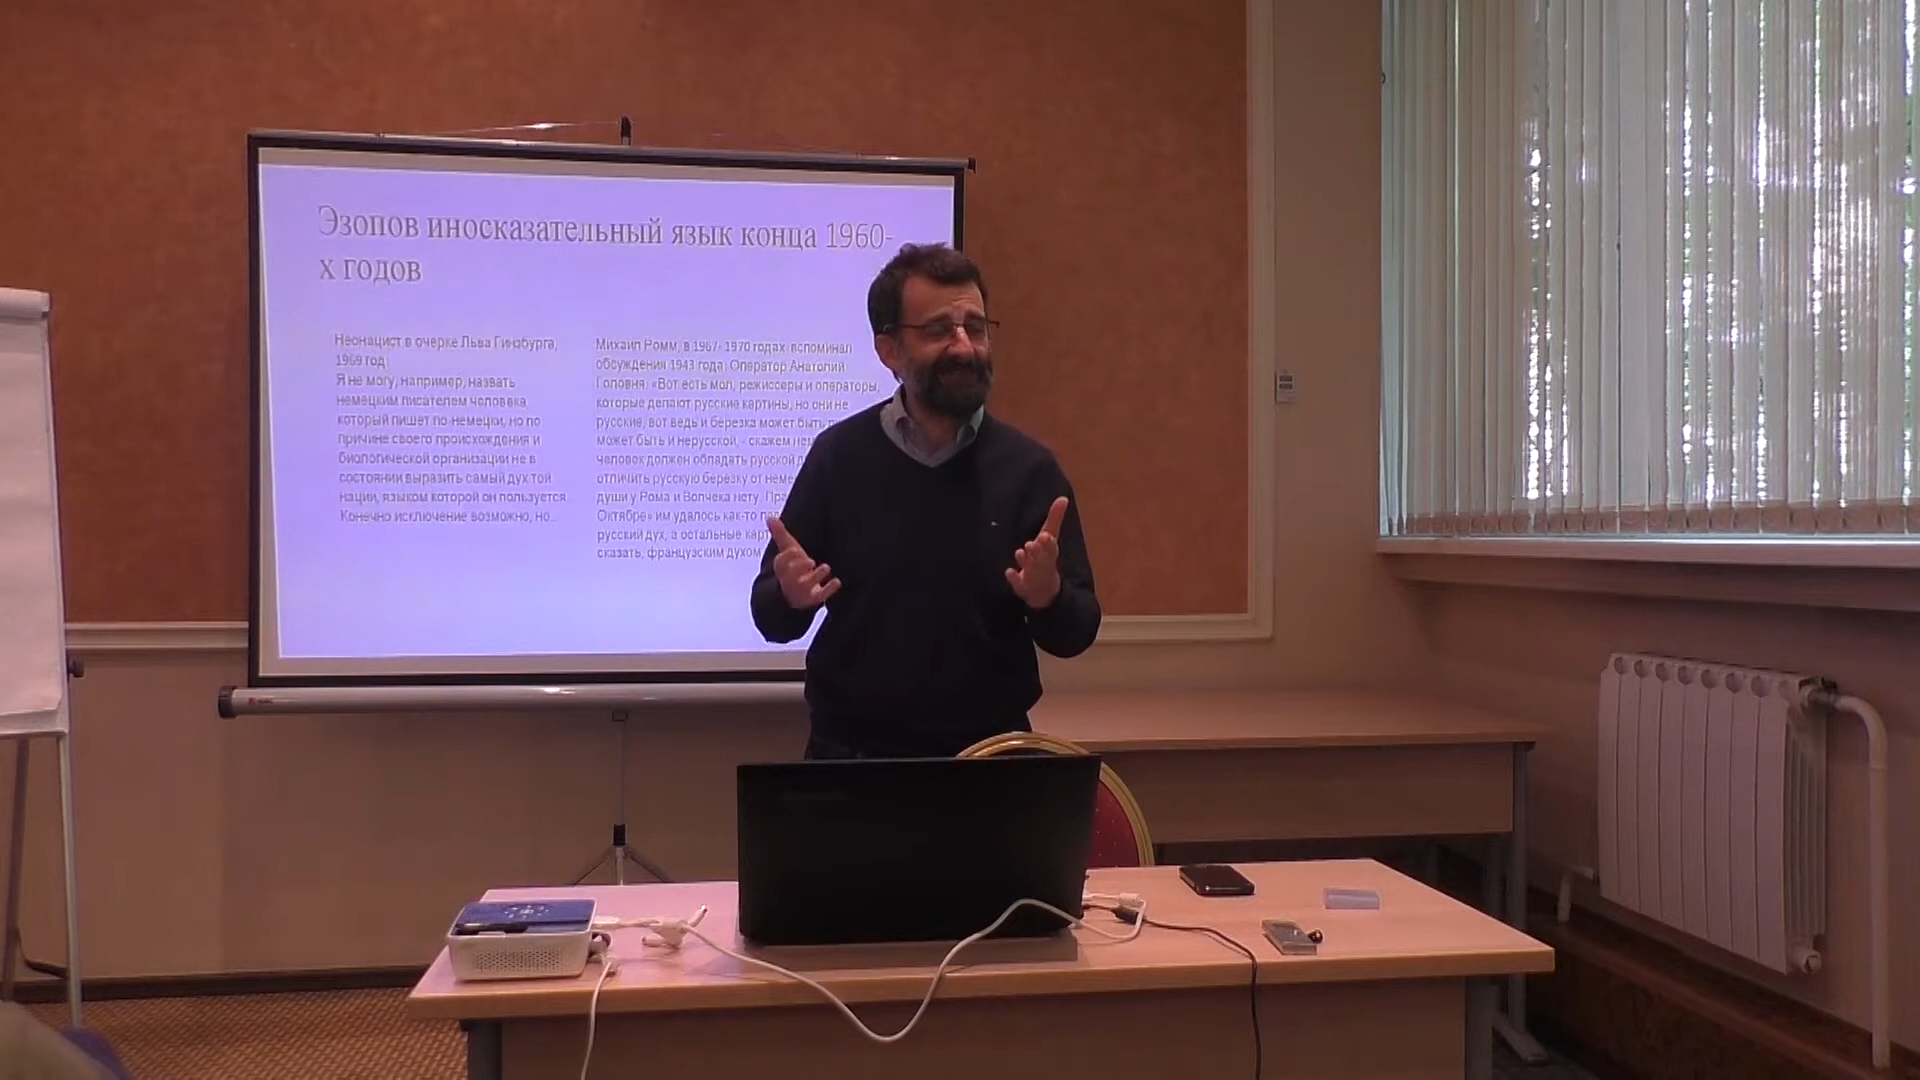 Эзопов иносказательный язык конца 1960-
х годов
Неонацист в очерке Льва Гинзбурга,
1969 год:
Я не могу, например, назвать
немецким писателем человека,
который пишет по-немецки, но по
причине своего происхождения и
биологической организации не в
состоянии выразить самый дух той
нации, языком которой он пользуется.
Конечно исключение возможно, но...
Михаил Ромм, в 1967- 1970 годах, вспоминал
обсуждения 1943 года: Оператор Анатолий
Головня: «Вот есть мол, режиссеры и операторы,
которые делают русские картины, но они не
русские, вот ведь и березка может быть
может быть и нерусской, - скажем
человек должен обладать русской
отличить русскую березку от
души у Рома и Волчека нету.
Октябре» им удалось как-то
русский дух, а остальные
сказать, французским духом